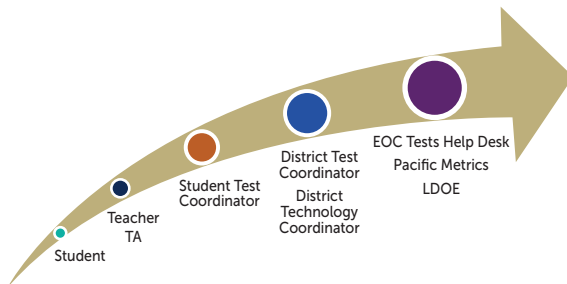 Student
Teacher
TA
Student Test
Coordinator
District Test
Coordinator
District
Technology
Coordinator
EOC Tests Help Desk
Pacific Metrics
LDOE